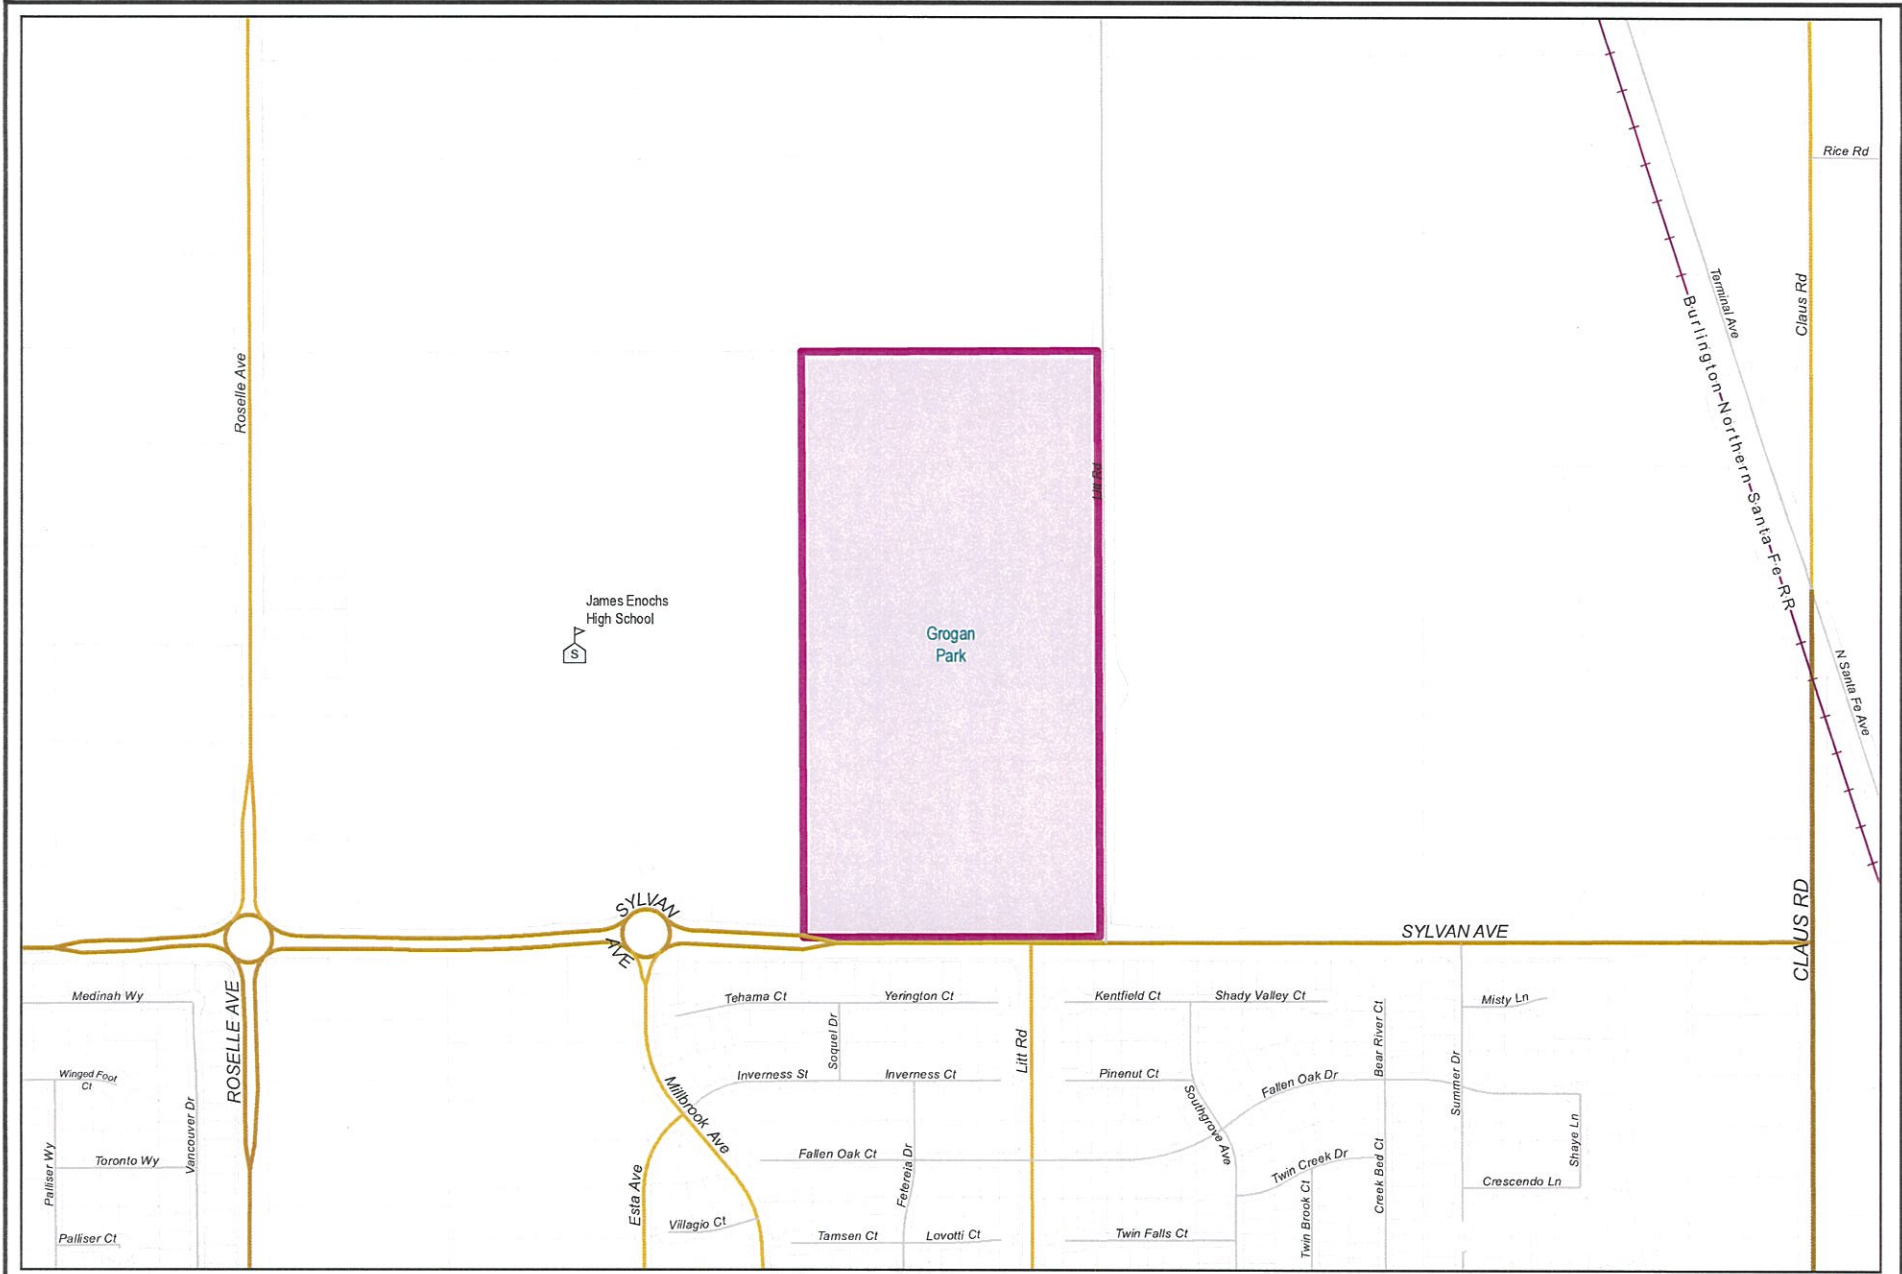 Rice Rd
Terminal Ave
Claus Rd
Burlington Northern Santa Fe RR
Roselle Ave
Litt Rd
James Enochs
High School
S
Grogan
Park
N Santa Fe Ave
SYLVAN
AVE
SYLVAN AVE
CLAUS RD
Medinah Wy
ROSELLE AVE
Tehama Ct
Yerington Ct
Kentfield Ct
Shady Valley Ct
Misty Ln
Soquel Dr
Litt Rd
Bear River Ct
Summer Dr
Winged Foot
Ct
Inverness St
Inverness Ct
Pinenut Ct
Fallen Oak Dr
Millbrook Ave
Southgrove Ave
Vancouver Dr
Palliser Wy
Toronto Wy
Fallen Oak Ct
Fetereia Dr
Twin Creek Dr
Creek Bed Ct
Shaye Ln
Crescendo Ln
Esta Ave
Villagio Ct
Twin Brook Ct
Palliser Ct
Tamsen Ct
Lovotti Ct
Twin Falls Ct